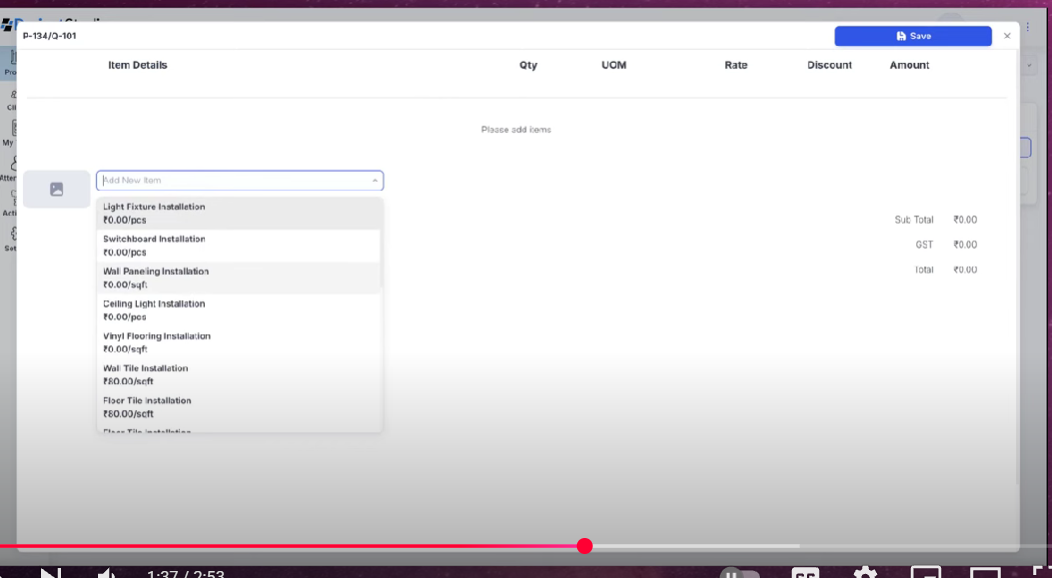 P-134/Q-101
Save
Item Details Qty UOM Rate Discount Amount
Please add items
Add New Item
Light Fixture Installation
₹0.00/pcs
Switchboard Installation
₹0.00/pcs
Wall Paneling Installation
₹0.00/sqft
Ceiling Light Installation
₹0.00/pcs
Vinyl Flooring Installation
₹0.00/sqft
Wall Tile Installation
₹80.00/sqft
Floor Tile Installation
₹80.00/sqft
Floor Tile Installation
Sub Total ₹0.00
GST ₹0.00
Total ₹0.00
1:37 / 2:53